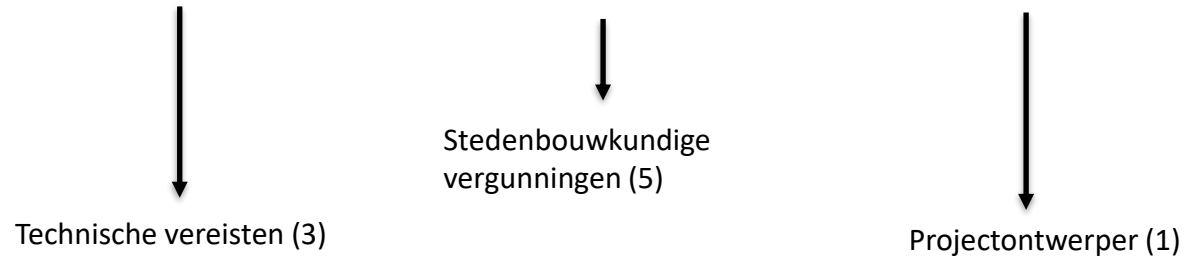 Stedenbouwkundige
vergunningen (5)
Technische vereisten (3)
Projectontwerper (1)